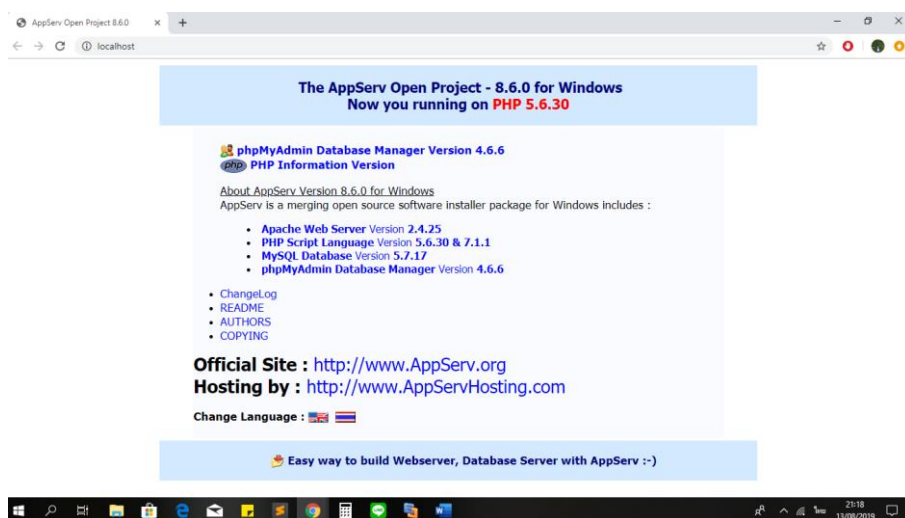 AppServ Open Project 8.6.0
localhost
The AppServ Open Project - 8.6.0 for Windows
Now you running on PHP 5.6.30
phpMyAdmin Database Manager Version 4.6.6
php PHP Information Version
About AppServ Version 8.6.0 for Windows
AppServ is a merging open source software installer package for Windows includes :
Apache Web Server Version 2.4.25
PHP Script Language Version 5.6.30 & 7.1.1
MySQL Database Version 5.7.17
phpMyAdmin Database Manager Version 4.6.6
ChangeLog
README
AUTHORS
COPYING
Official Site : http://www.AppServ.org
Hosting by : http://www.AppServHosting.com
Change Language :
Easy way to build Webserver, Database Server with AppServ :-)
21:18
13/08/2019